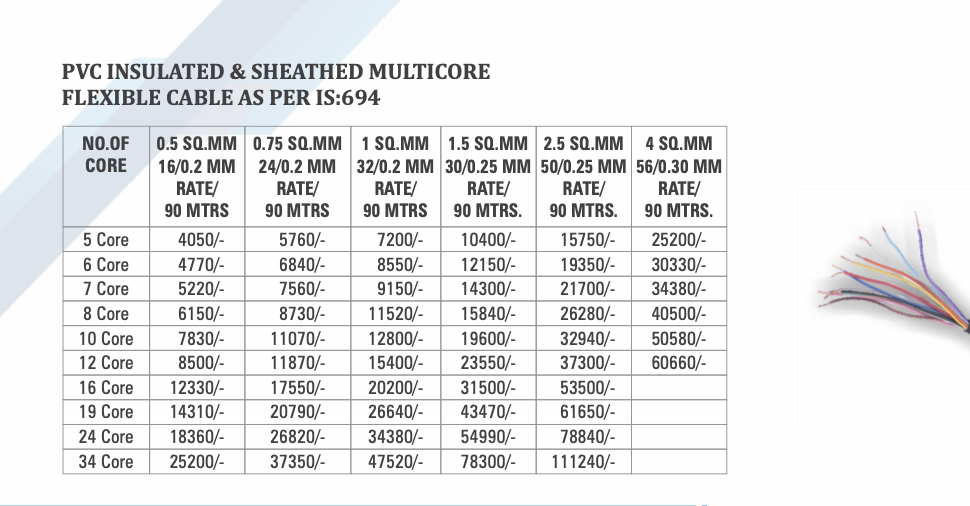 PVC INSULATED & SHEATHED MULTICORE
FLEXIBLE CABLE AS PER IS:694
NO.OF CORE 0.5 SQ.MM 16/0.2 MM RATE/ 90 MTRS 0.75 SQ.MM 24/0.2 MM RATE/ 90 MTRS 1 SQ.MM 32/0.2 MM RATE/ 90 MTRS 1.5 SQ.MM 30/0.25 MM RATE/ 90 MTRS. 2.5 SQ.MM 50/0.25 MM RATE/ 90 MTRS. 4 SQ.MM 56/0.30 MM RATE/ 90 MTRS.
5 Core 4050/- 5760/- 7200/- 10400/- 15750/- 25200/-
6 Core 4770/- 6840/- 8550/- 12150/- 19350/- 30330/-
7 Core 5220/- 7560/- 9150/- 14300/- 21700/- 34380/-
8 Core 6150/- 8730/- 11520/- 15840/- 26280/- 40500/-
10 Core 7830/- 11070/- 12800/- 19600/- 32940/- 50580/-
12 Core 8500/- 11870/- 15400/- 23550/- 37300/- 60660/-
16 Core 12330/- 17550/- 20200/- 31500/- 53500/-
19 Core 14310/- 20790/- 26640/- 43470/- 61650/-
24 Core 18360/- 26820/- 34380/- 54990/- 78840/-
34 Core 25200/- 37350/- 47520/- 78300/- 111240/-